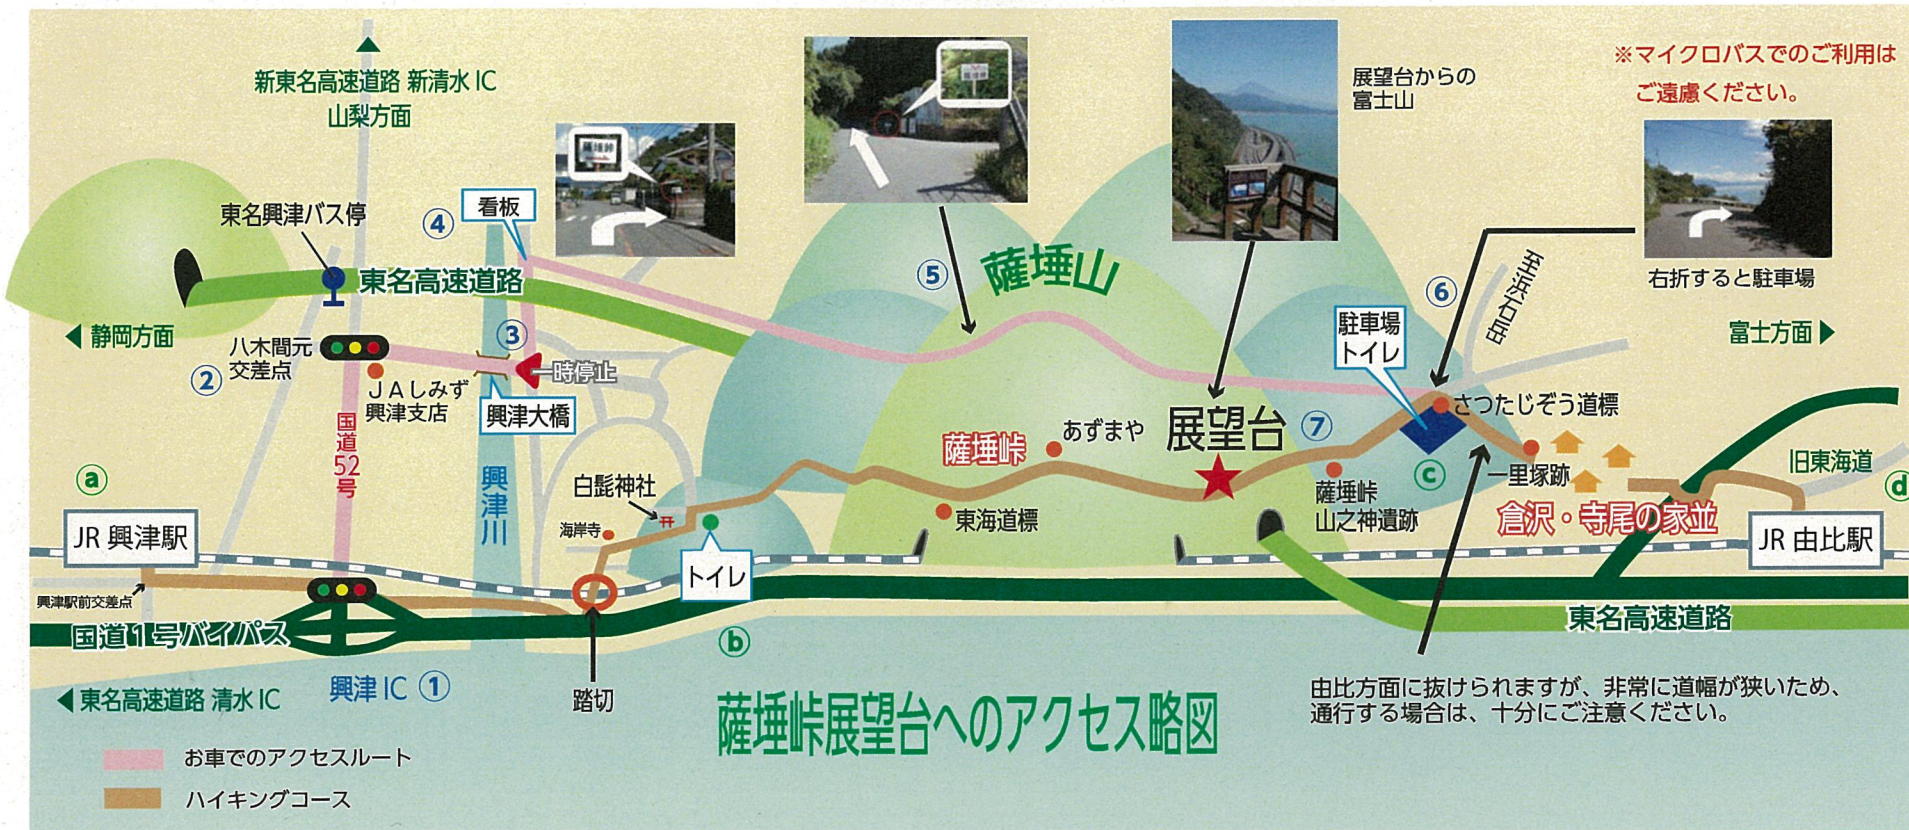 新東名高速道路 新清水IC
山梨方面
薩埵峠
薩埵峠
展望台からの
富士山
※マイクロバスでのご利用は
ご遠慮ください。
右折すると駐車場
東名興津バス停
④
看板
東名高速道路
⑤
薩埵山
⑥
至浜石岳
静岡方面
富士方面
八木間元
交差点
②
③
一時停止
JAしみず
興津支店
興津大橋
駐車場
トイレ
さつたじぞう道標
国道52号
興津川
薩埵峠
あずまや
展望台
⑦
ⓒ
一里塚跡
旧東海道
ⓐ
ⓓ
白髭神社
海岸寺
東海道標
薩埵峠
山之神遺跡
倉沢・寺尾の家並
JR 興津駅
JR 由比駅
トイレ
興津駅前交差点
国道1号バイパス
東名高速道路
ⓑ
東名高速道路 清水IC
興津IC ①
踏切
薩埵峠展望台へのアクセス略図
由比方面に抜けられますが、非常に道幅が狭いため、
通行する場合は、十分にご注意ください。
お車でのアクセスルート
ハイキングコース